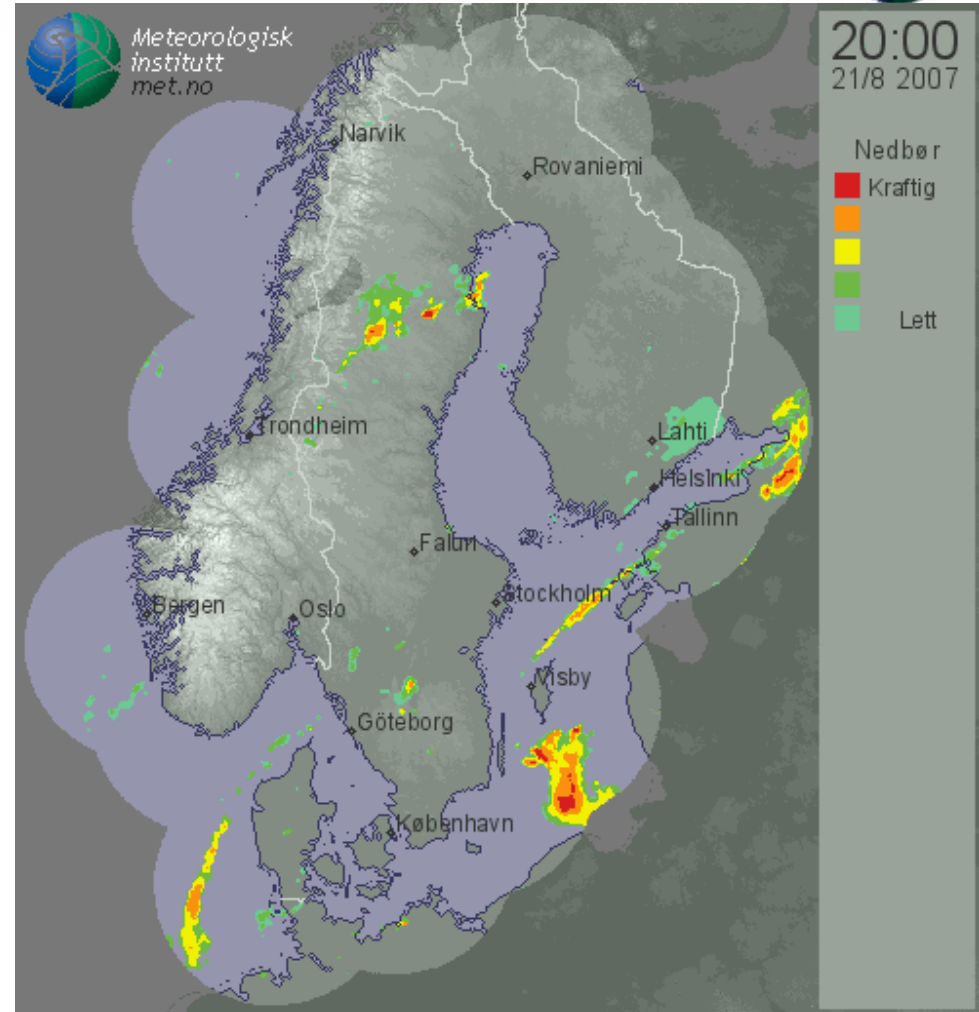 Meteorologisk
institutt
met.no
20:00
21/8 2007
Nedbør
Kraftig
Lett
Narvik
Rovaniemi
Trondheim
Lahti
Helsinki
Tallinn
Falun
Stockholm
Bergen
Oslo
Visby
Göteborg
København